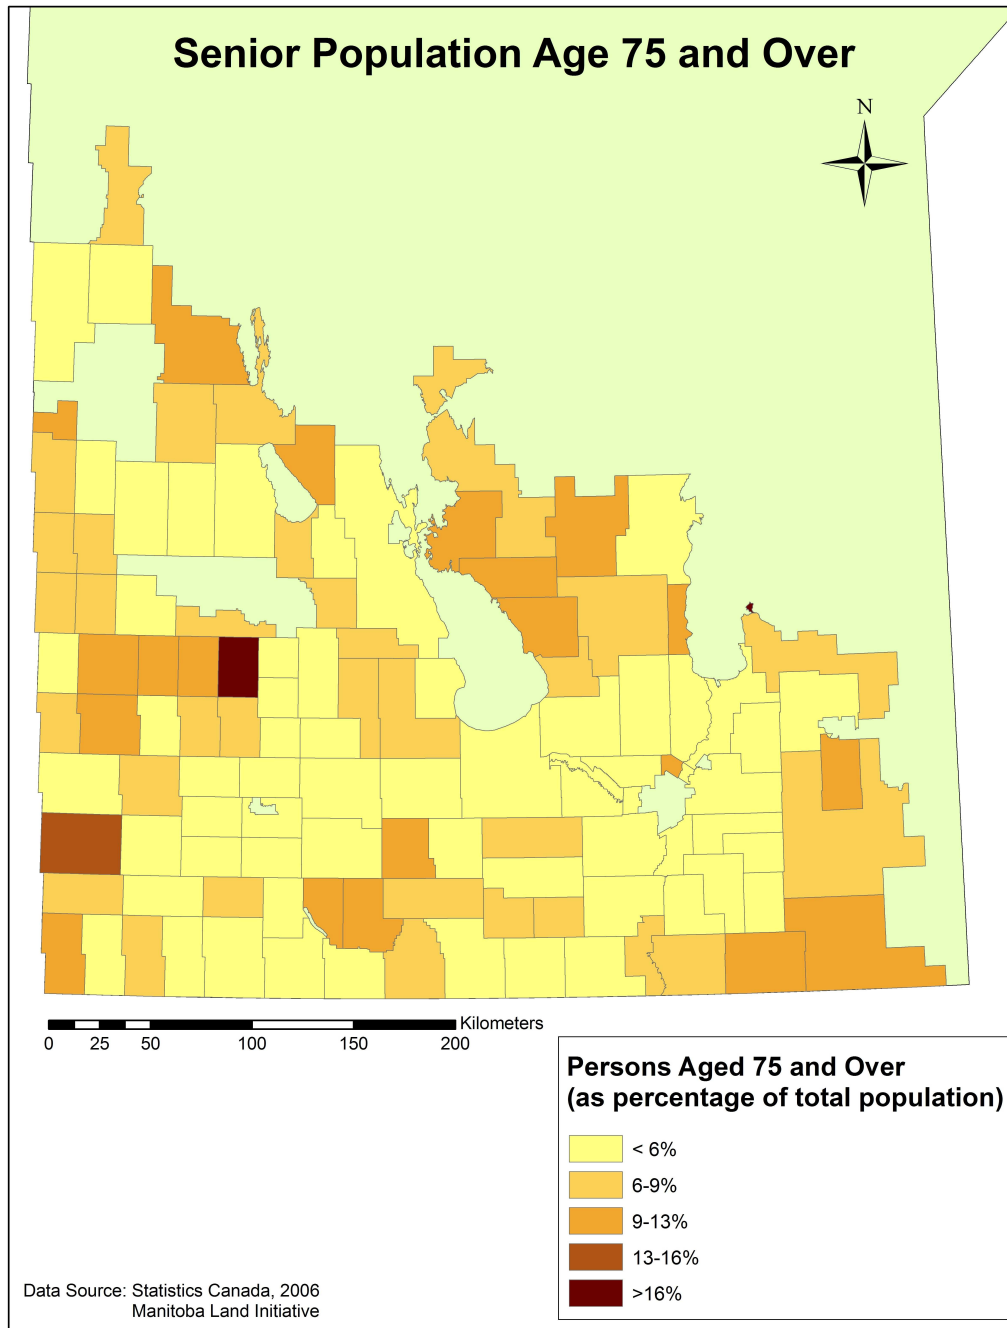 Senior Population Age 75 and Over
N
Kilometers
0 25 50 100 150 200
Persons Aged 75 and Over
(as percentage of total population)
< 6%
6-9%
9-13%
13-16%
>16%
Data Source: Statistics Canada, 2006
Manitoba Land Initiative